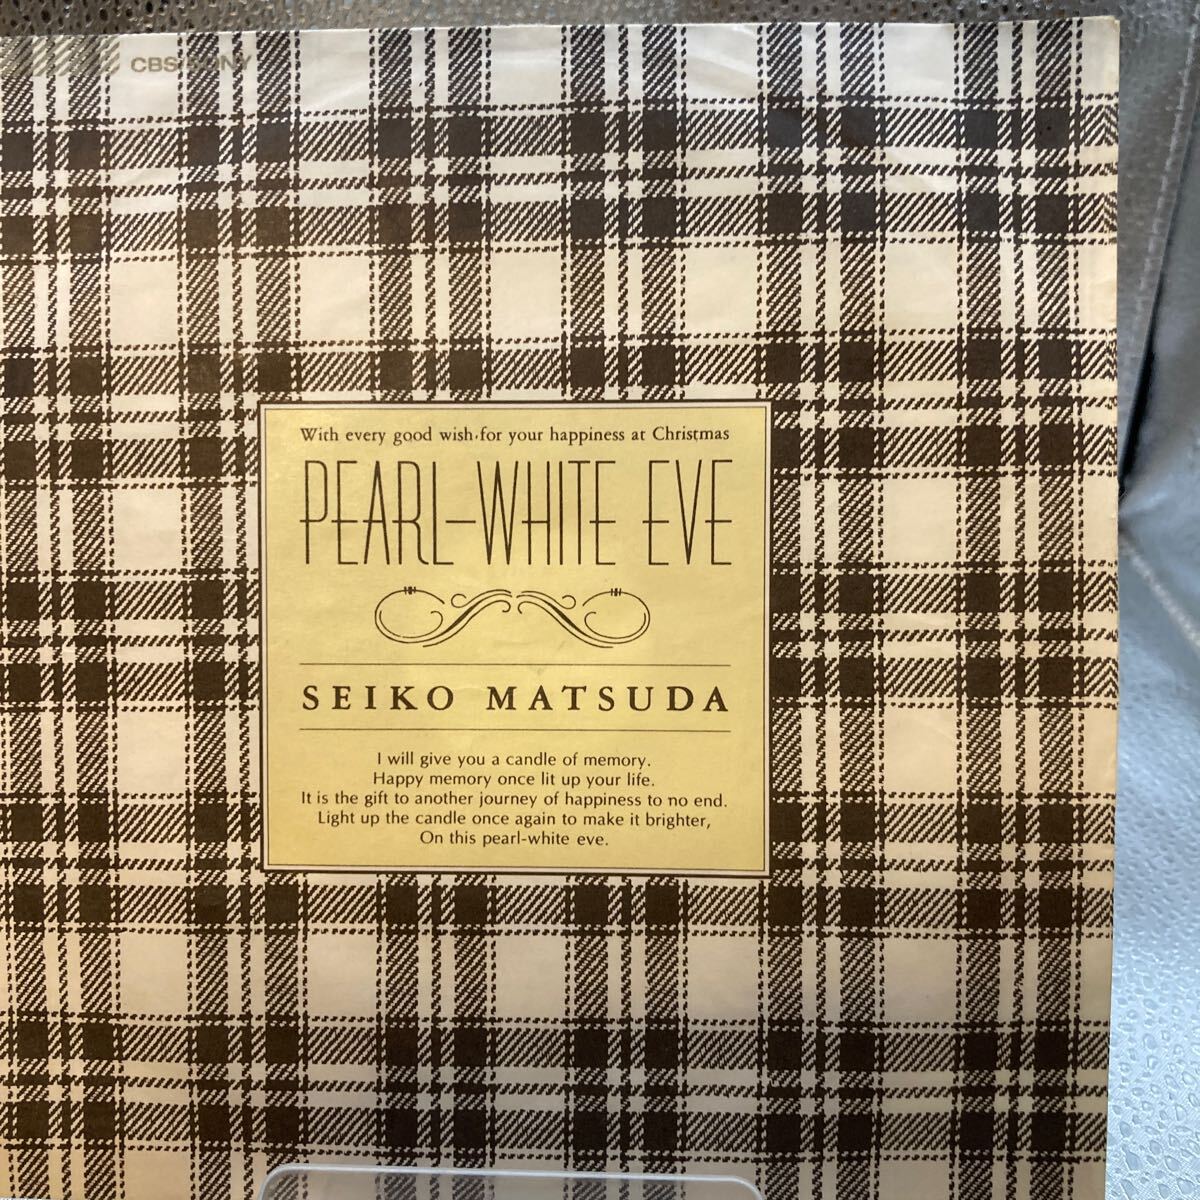 CBS/SONY
With every good wish for your happiness at Christmas
PEARL-WHITE EVE
SEIKO MATSUDA
I will give you a candle of memory.
Happy memory once lit up your life.
It is the gift to another journey of happiness to no end.
Light up the candle once again to make it brighter,
On this pearl-white eve.